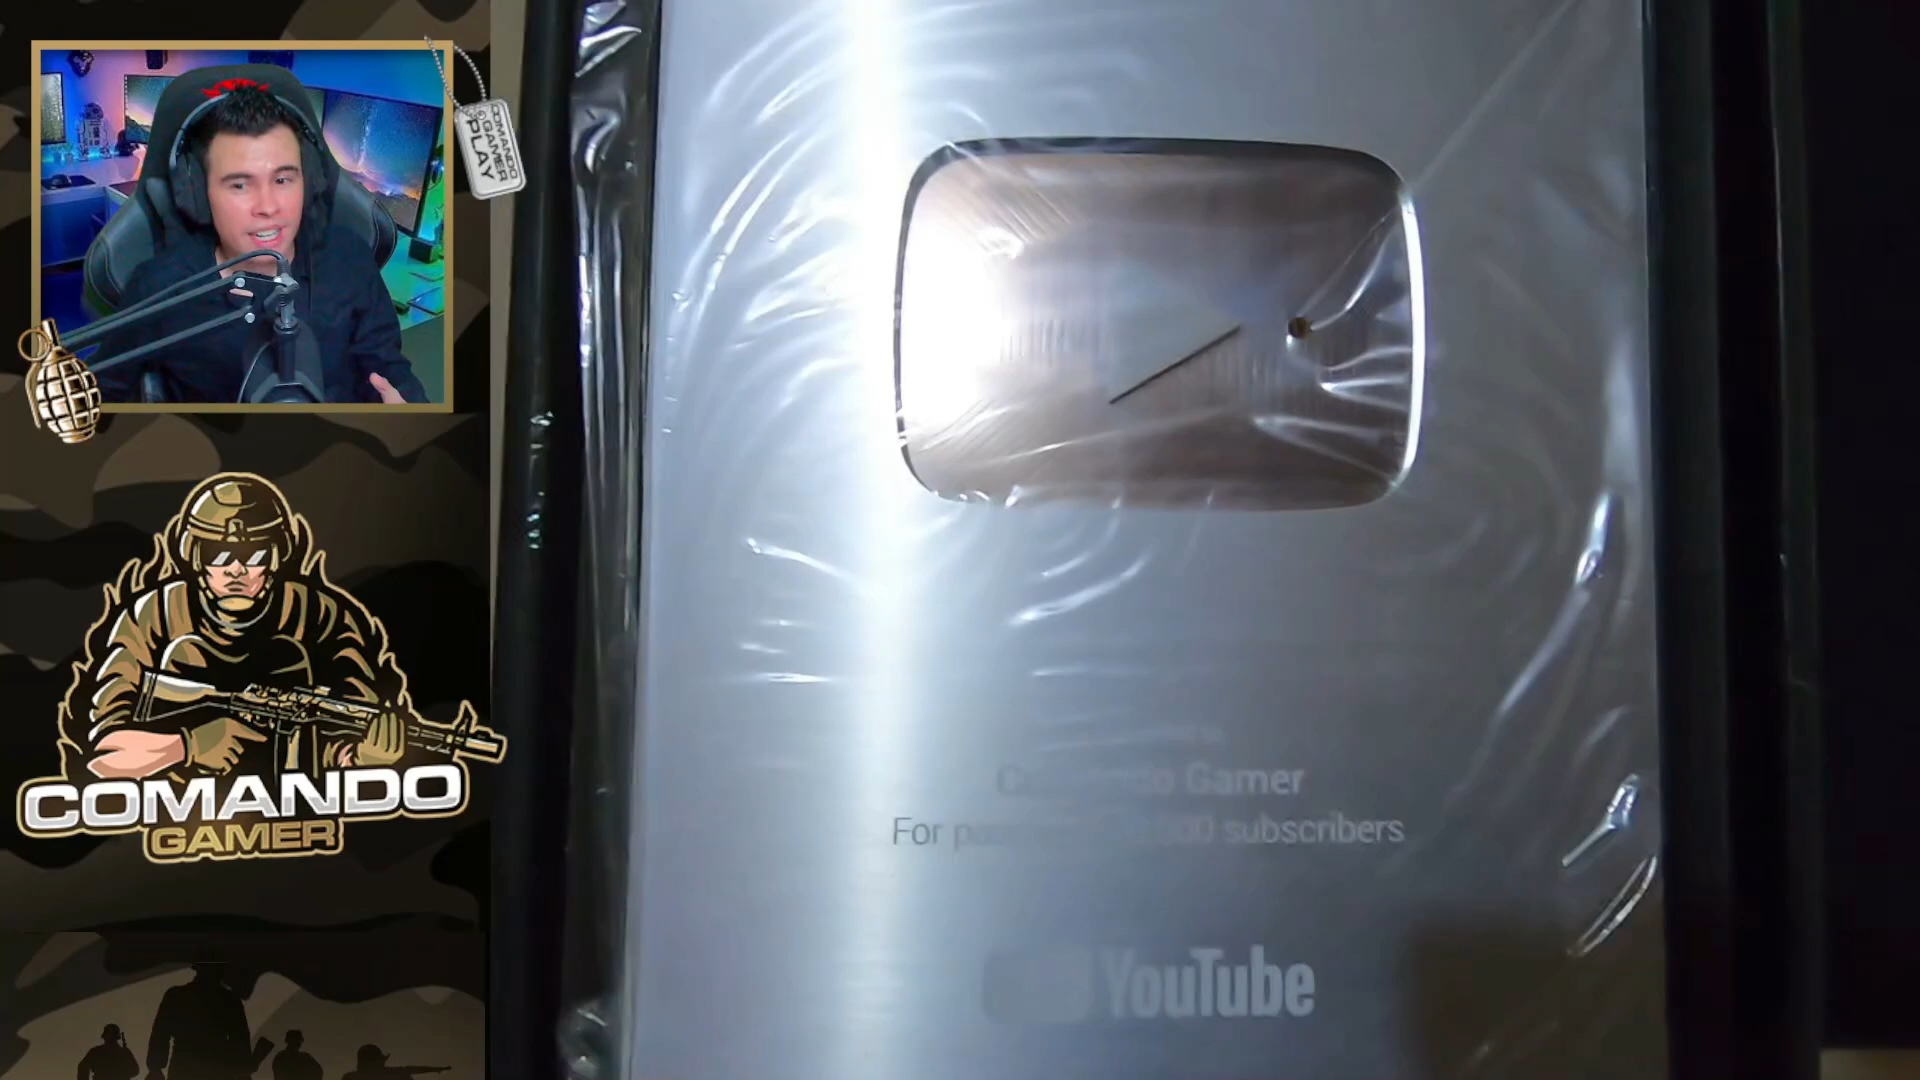 COMANDO
GAMER
PLAY
COMANDO
GAMER
Gamer
For subscribers
YouTube